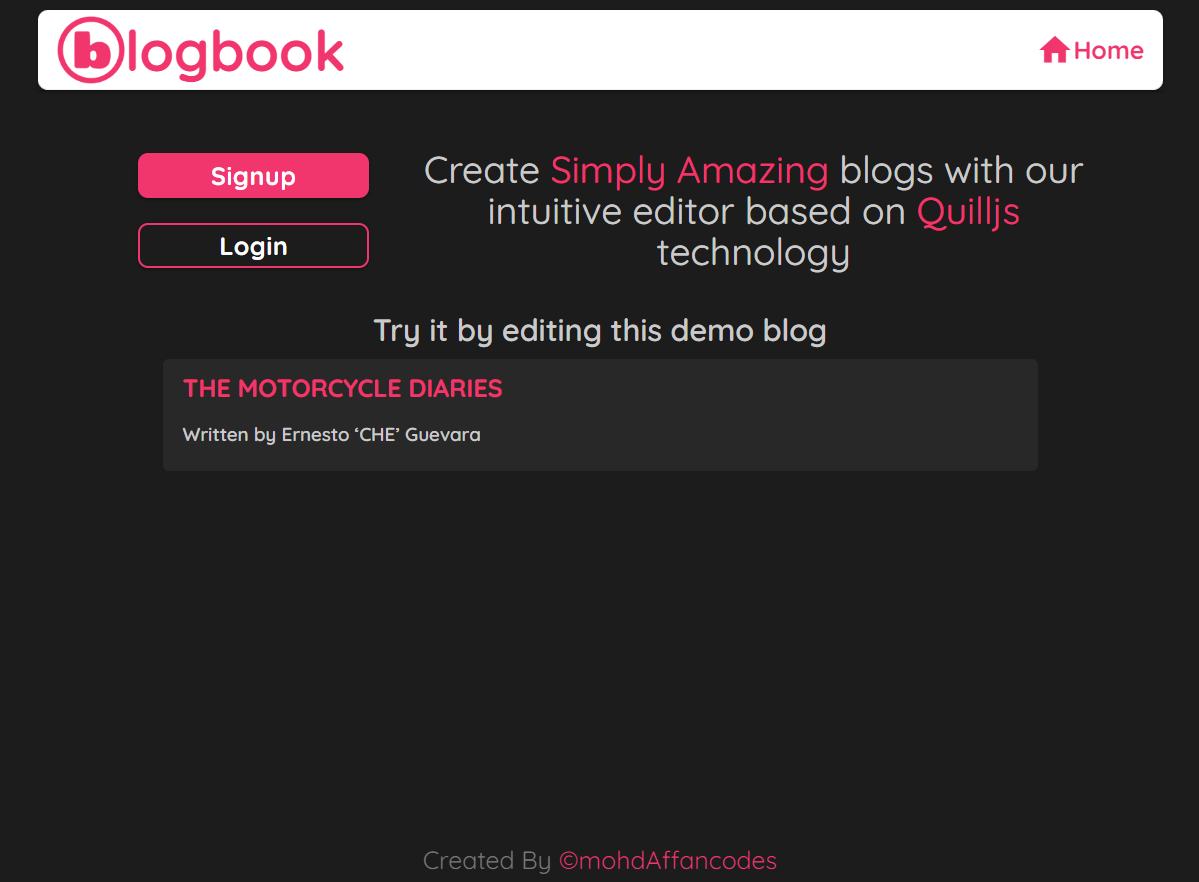 blogbook
Home
Signup
Login
Create Simply Amazing blogs with our
intuitive editor based on Quilljs
technology
Try it by editing this demo blog
THE MOTORCYCLE DIARIES
Written by Ernesto ‘CHE’ Guevara
Created By ©mohdAffancodes